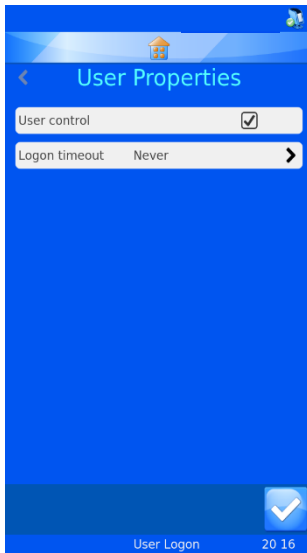 User Properties
User control
Logon timeout Never
User Logon 20 16